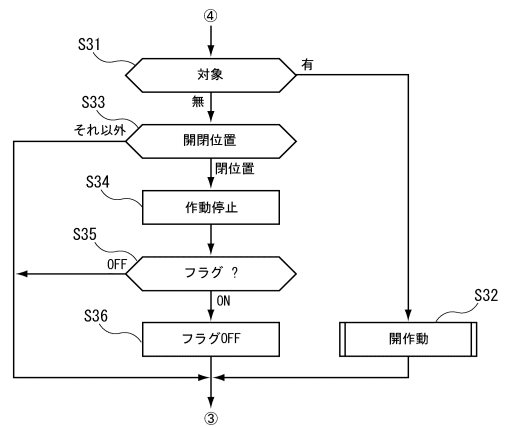 ④
S31
対象
有
無
S33
それ以外
開閉位置
閉位置
S34
作動停止
S35
OFF
フラグ ?
ON
S32
S36
フラグOFF
開作動
③